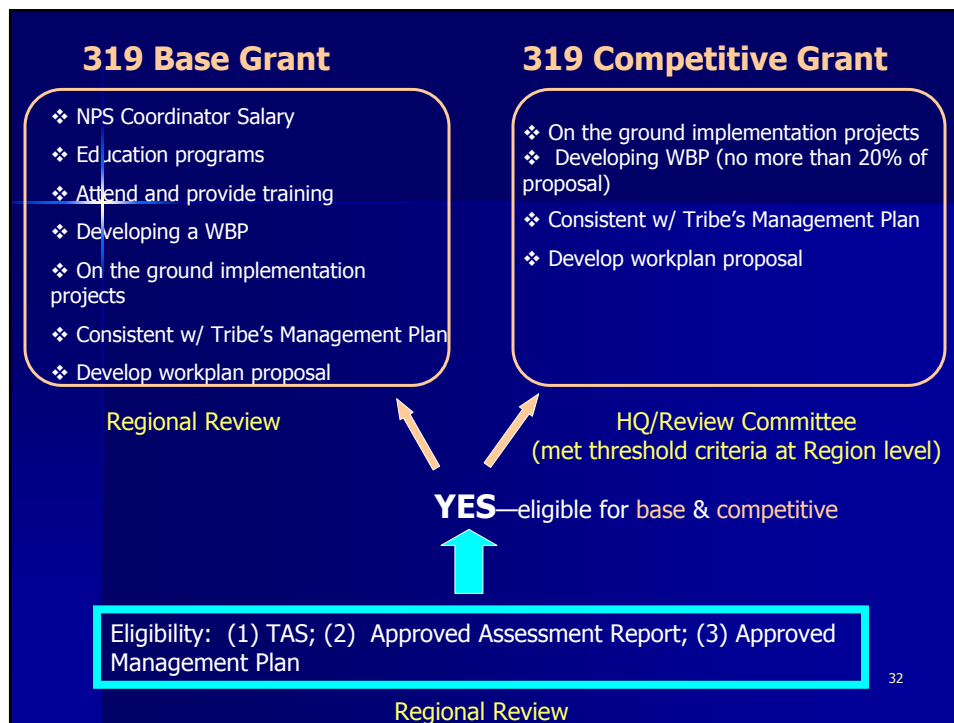 319 Base Grant
❖ NPS Coordinator Salary
❖ Education programs
❖ Attend and provide training
❖ Developing a WBP
❖ On the ground implementation
projects
❖ Consistent w/ Tribe's Management Plan
❖ Develop workplan proposal
Regional Review
319 Competitive Grant
❖ On the ground implementation projects
❖ Developing WBP (no more than 20% of
proposal)
❖ Consistent w/ Tribe's Management Plan
❖ Develop workplan proposal
HQ/Review Committee
(met threshold criteria at Region level)
YES—eligible for base & competitive
Eligibility: (1) TAS; (2) Approved Assessment Report; (3) Approved
Management Plan
32
Regional Review